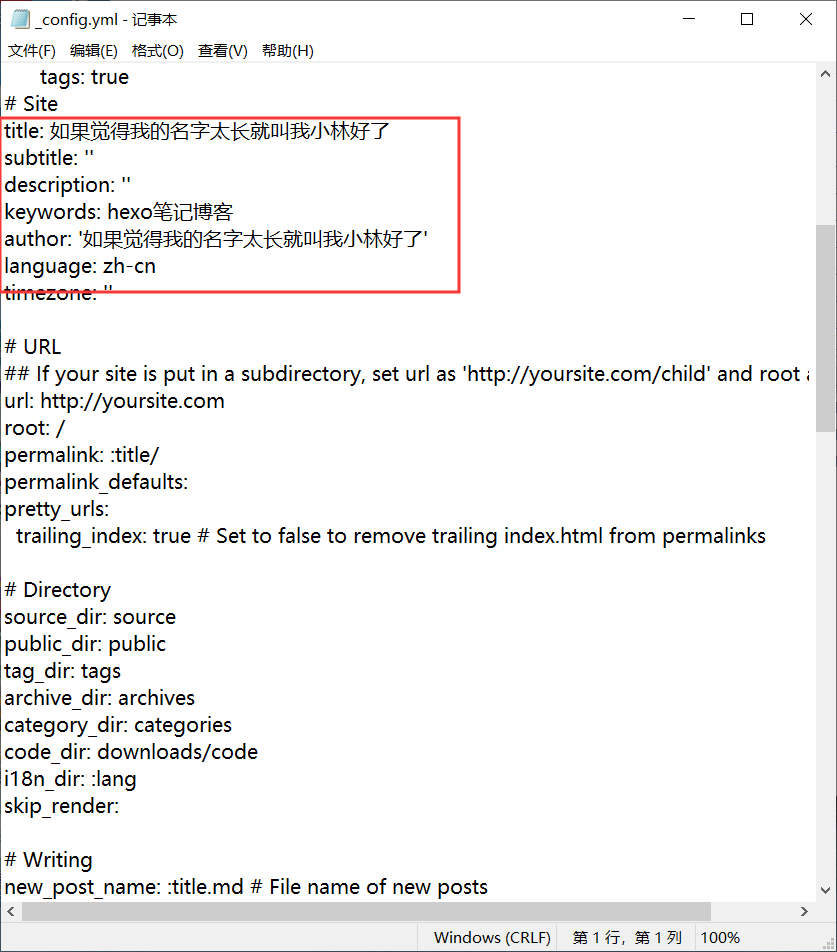 _config.yml - 记事本
文件(F) 编辑(E) 格式(O) 查看(V) 帮助(H)
tags: true
# Site
title: 如果觉得我的名字太长就叫我小林好了
subtitle: ''
description: ''
keywords: hexo笔记博客
author: '如果觉得我的名字太长就叫我小林好了'
language: zh-cn
timezone: ''
# URL
## If your site is put in a subdirectory, set url as 'http://yoursite.com/child' and root a
url: http://yoursite.com
root: /
permalink: :title/
permalink_defaults:
pretty_urls:
trailing_index: true # Set to false to remove trailing index.html from permalinks
# Directory
source_dir: source
public_dir: public
tag_dir: tags
archive_dir: archives
category_dir: categories
code_dir: downloads/code
i18n_dir: :lang
skip_render:
# Writing
new_post_name: :title.md # File name of new posts
Windows (CRLF) 第 1 行，第 1 列 100%